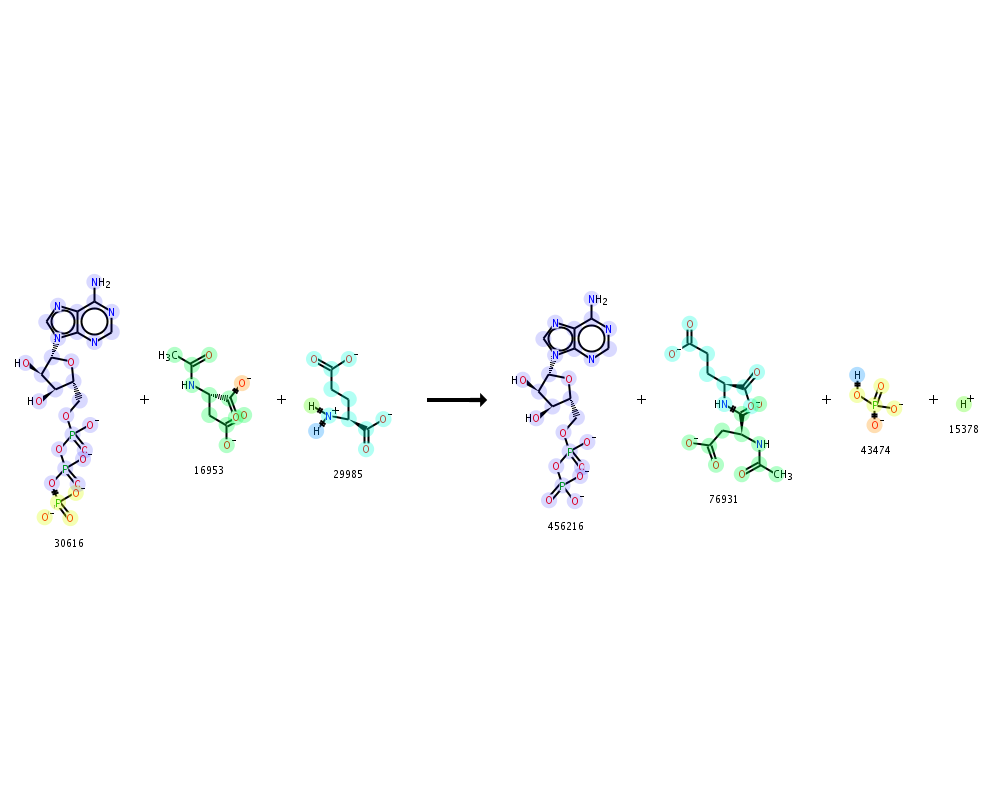 NH₂
N
N
N
N
HO
O
HO
O
O⁻
P
O
O
O⁻
P
O
O
O⁻
P
O⁻
O
30616
+
H₃C
O
HN
O⁻
O
O
O⁻
16953
+
O
O⁻
H
N⁺
H
O⁻
O
29985
NH₂
N
N
N
N
HO
O
HO
O
O⁻
P
O
O
O⁻
P
O
O⁻
456216
+
O
O⁻
O
HN
O⁻
O⁻
NH
O
O
CH₃
76931
+
H
O
O
P
O⁻
O⁻
43474
+
H⁺
15378